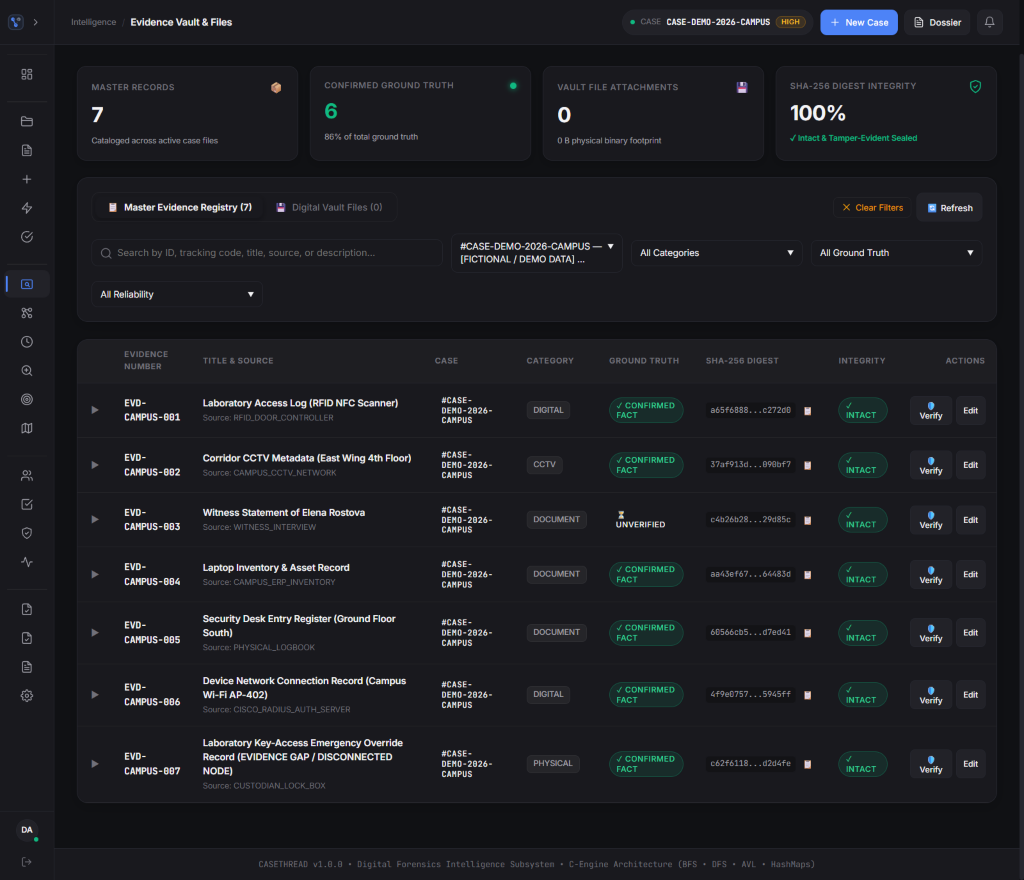 Intelligence / Evidence Vault & Files
CASE CASE-DEMO-2026-CAMPUS HIGH
+ New Case
Dossier
MASTER RECORDS
7
Cataloged across active case files
CONFIRMED GROUND TRUTH
6
86% of total ground truth
VAULT FILE ATTACHMENTS
0
0 B physical binary footprint
SHA-256 DIGEST INTEGRITY
100%
✓ Intact & Tamper-Evident Sealed
Master Evidence Registry (7)
Digital Vault Files (0)
Clear Filters
Refresh
Search by ID, tracking code, title, source, or description...
#CASE-DEMO-2026-CAMPUS —
[FICTIONAL / DEMO DATA] ...
All Categories
All Ground Truth
All Reliability
EVIDENCE
NUMBER
TITLE & SOURCE
CASE
CATEGORY
GROUND TRUTH
SHA-256 DIGEST
INTEGRITY
ACTIONS
EVD-
CAMPUS-001
Laboratory Access Log (RFID NFC Scanner)
Source: RFID_DOOR_CONTROLLER
#CASE-
DEMO-2026-
CAMPUS
DIGITAL
✓ CONFIRMED
FACT
a65f6888...c272d0
✓
INTACT
Verify
Edit
EVD-
CAMPUS-002
Corridor CCTV Metadata (East Wing 4th Floor)
Source: CAMPUS_CCTV_NETWORK
#CASE-
DEMO-2026-
CAMPUS
CCTV
✓ CONFIRMED
FACT
37af913d...090bf7
✓
INTACT
Verify
Edit
EVD-
CAMPUS-003
Witness Statement of Elena Rostova
Source: WITNESS_INTERVIEW
#CASE-
DEMO-2026-
CAMPUS
DOCUMENT
UNVERIFIED
c4b26b28...29d85c
✓
INTACT
Verify
Edit
EVD-
CAMPUS-004
Laptop Inventory & Asset Record
Source: CAMPUS_ERP_INVENTORY
#CASE-
DEMO-2026-
CAMPUS
DOCUMENT
✓ CONFIRMED
FACT
aa43ef67...64483d
✓
INTACT
Verify
Edit
EVD-
CAMPUS-005
Security Desk Entry Register (Ground Floor
South)
Source: PHYSICAL_LOGBOOK
#CASE-
DEMO-2026-
CAMPUS
DOCUMENT
✓ CONFIRMED
FACT
60566cb5...d7ed41
✓
INTACT
Verify
Edit
EVD-
CAMPUS-006
Device Network Connection Record (Campus
Wi-Fi AP-402)
Source: CISCO_RADIUS_AUTH_SERVER
#CASE-
DEMO-2026-
CAMPUS
DIGITAL
✓ CONFIRMED
FACT
4f9e0757...5945ff
✓
INTACT
Verify
Edit
EVD-
CAMPUS-007
Laboratory Key-Access Emergency Override
Record (EVIDENCE GAP / DISCONNECTED
NODE)
Source: CUSTODIAN_LOCK_BOX
#CASE-
DEMO-2026-
CAMPUS
PHYSICAL
✓ CONFIRMED
FACT
c62f6118...d2d4fe
✓
INTACT
Verify
Edit
DA
CASETHREAD v1.0.0 • Digital Forensics Intelligence Subsystem • C-Engine Architecture (BFS • DFS • AVL • HashMaps)